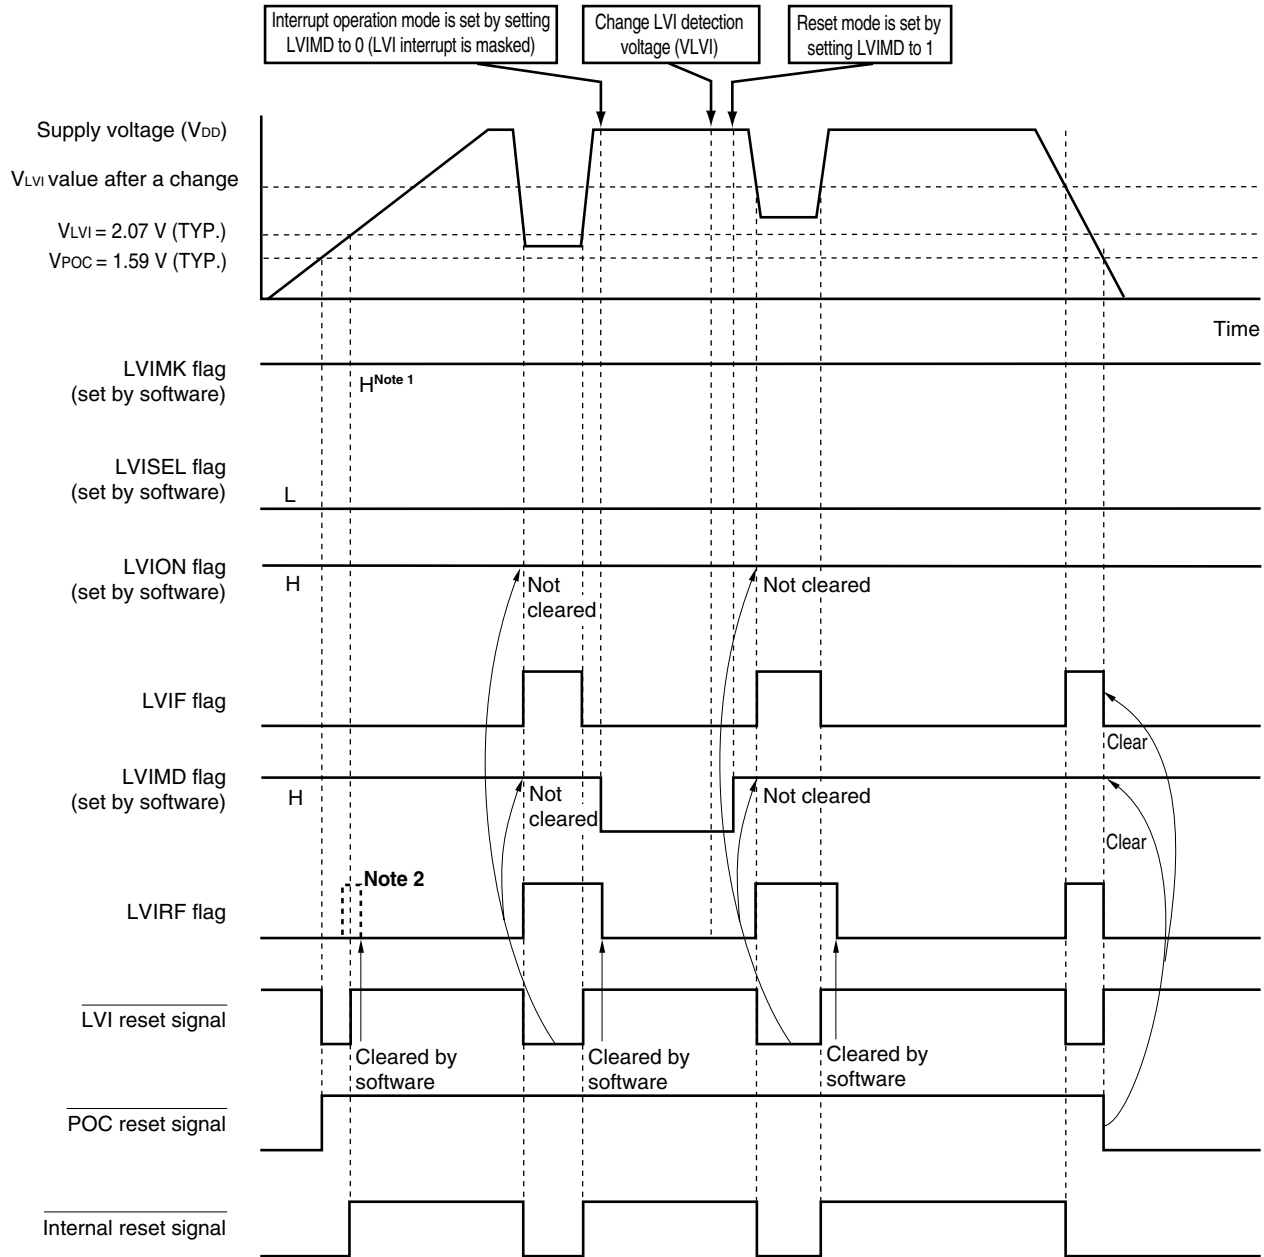 Interrupt operation mode is set by setting
LVIMD to 0 (LVI interrupt is masked)
Change LVI detection
voltage (VLVI)
Reset mode is set by
setting LVIMD to 1
Supply voltage (VDD)
VLVI value after a change
VLVI = 2.07 V (TYP.)
VPOC = 1.59 V (TYP.)
Time
LVIMK flag
(set by software)
HNote 1
LVISEL flag
(set by software)
L
LVION flag
(set by software)
H
Not
cleared
Not cleared
LVIF flag
Clear
LVIMD flag
(set by software)
H
Not
cleared
Not cleared
Clear
LVIRF flag
Note 2
LVI reset signal
Cleared by
software
Cleared by
software
Cleared by
software
POC reset signal
Internal reset signal